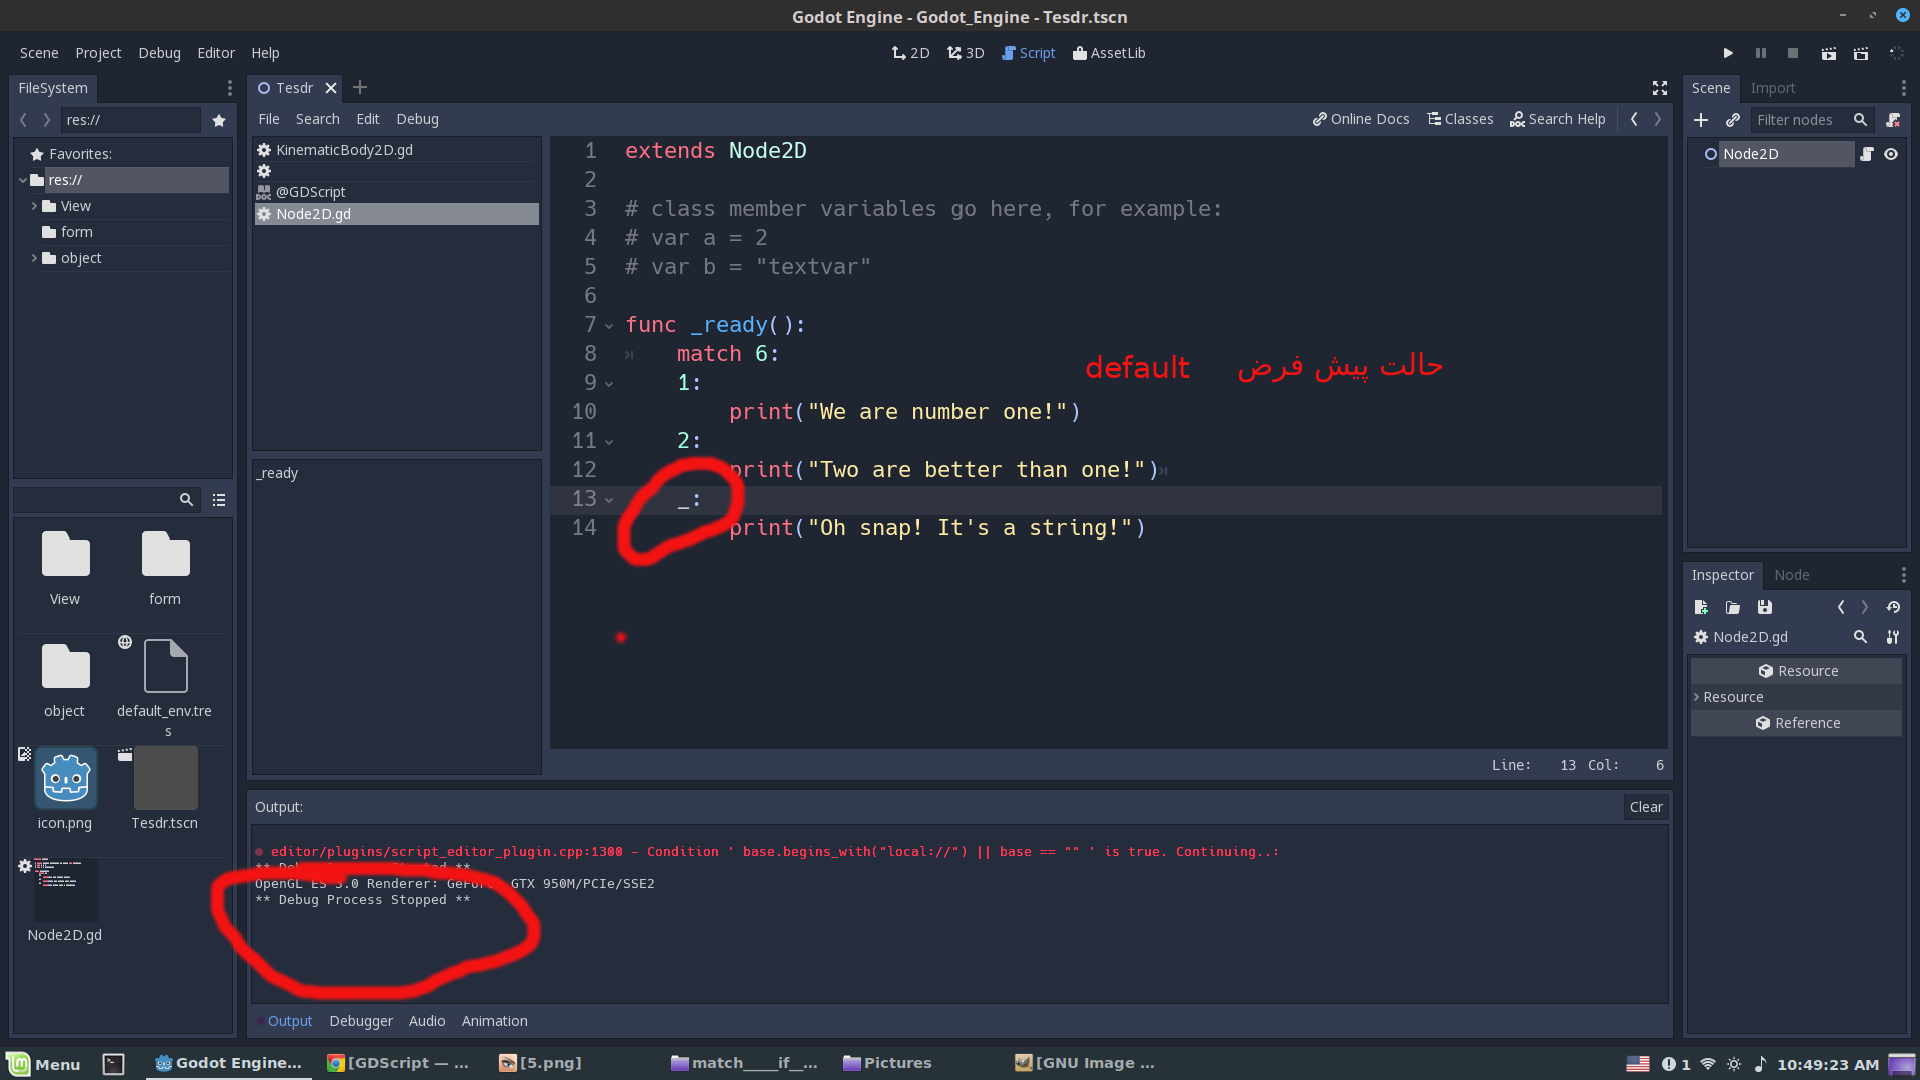 Godot Engine - Godot_Engine - Tesdr.tscn
Scene Project Debug Editor Help
2D 3D Script AssetLib
FileSystem
res://
Favorites:
res://
View
form
object
View form
object default_env.tres
icon.png Tesdr.tscn
Node2D.gd
Tesdr
File Search Edit Debug
Online Docs Classes Search Help
KinematicBody2D.gd
@GDScript
Node2D.gd
_ready
1 extends Node2D
2
3 # class member variables go here, for example:
4 # var a = 2
5 # var b = "textvar"
6
7 func _ready():
8 match 6:
default حالت پیش فرض
9 1:
10 print("We are number one!")
11 2:
12 print("Two are better than one!")
13 _:
14 print("Oh snap! It's a string!")
Line: 13 Col: 6
Output: Clear
editor/plugins/script_editor_plugin.cpp:1300 - Condition ' base.begins_with("local://") || base == "" ' is true. Continuing..:
OpenGL ES 3.0 Renderer: GeForce GTX 950M/PCIe/SSE2
** Debug Process Stopped **
Output Debugger Audio Animation
Scene Import
Filter nodes
Node2D
Inspector Node
Node2D.gd
Resource
Resource
Reference
Menu Godot Engine... [GDScript — ... [5.png] match_____if__... Pictures [GNU Image ... 1 10:49:23 AM